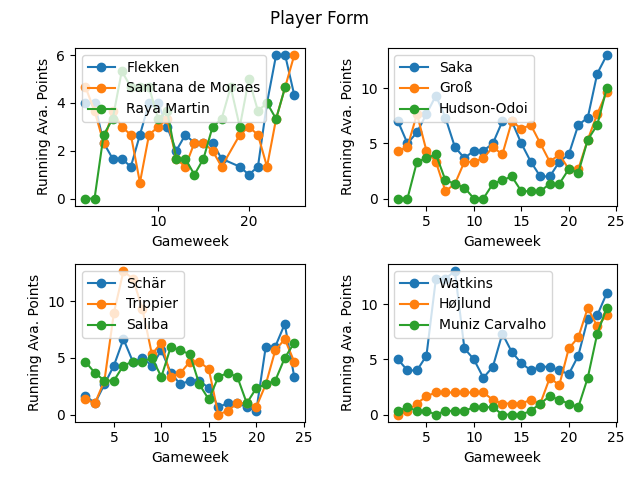 Player Form
6
4
2
0
Running Ava. Points
Flekken
Santana de Moraes
Raya Martin
10
20
Gameweek
10
5
0
Running Ava. Points
Saka
Groß
Hudson-Odoi
5
10
15
20
25
Gameweek
10
5
0
Running Ava. Points
Schär
Trippier
Saliba
5
10
15
20
25
Gameweek
10
5
0
Running Ava. Points
Watkins
Højlund
Muniz Carvalho
5
10
15
20
25
Gameweek